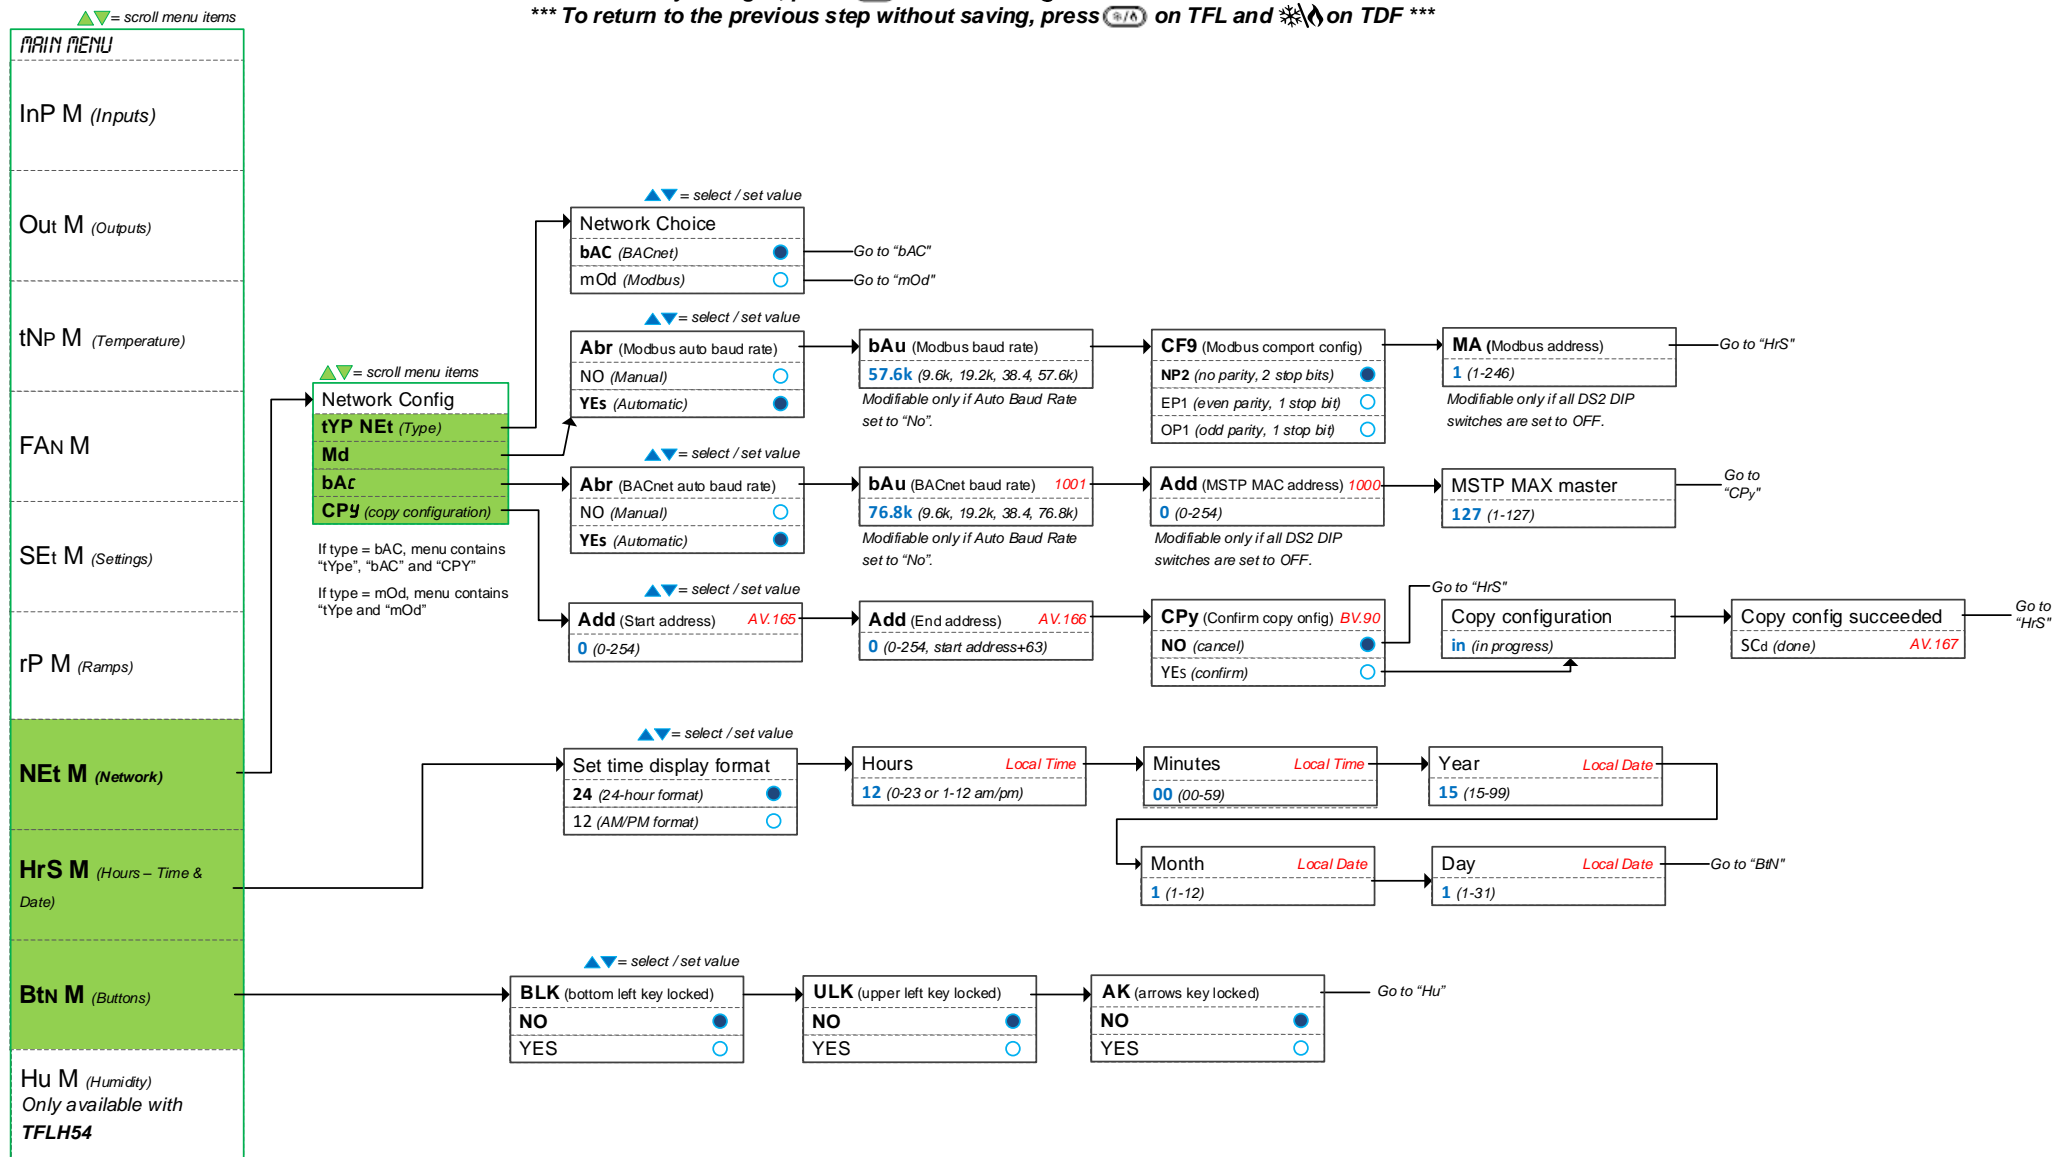 *** To return to the previous step without saving, press on TFL and on TDF ***
= scroll menu items
MAIN MENU
InP M (Inputs)
Out M (Outputs)
tNP M (Temperature)
FAN M
SEt M (Settings)
rP M (Ramps)
NEt M (Network)
HrS M (Hours – Time &
Date)
BtN M (Buttons)
Hu M (Humidity)
Only available with
TFLH54
= scroll menu items
Network Config
tYP NEt (Type)
Md
bAc
CPy (copy configuration)
If type = bAC, menu contains
“tYpe”, “bAC” and “CPY”
If type = mOd, menu contains
“tYpe and “mOd”
= select / set value
Network Choice
bAC (BACnet)
Go to “bAC"
mOd (Modbus)
Go to “mOd"
= select / set value
Abr (Modbus auto baud rate)
NO (Manual)
YEs (Automatic)
bAu (Modbus baud rate)
57.6k (9.6k, 19.2k, 38.4, 57.6k)
Modifiable only if Auto Baud Rate
set to “No”.
CF9 (Modbus comport config)
NP2 (no parity, 2 stop bits)
EP1 (even parity, 1 stop bit)
OP1 (odd parity, 1 stop bit)
MA (Modbus address)
1 (1-246)
Modifiable only if all DS2 DIP
switches are set to OFF.
Go to “HrS"
= select / set value
Abr (BACnet auto baud rate)
NO (Manual)
YEs (Automatic)
bAu (BACnet baud rate) 1001
76.8k (9.6k, 19.2k, 38.4, 76.8k)
Modifiable only if Auto Baud Rate
set to “No”.
Add (MSTP MAC address) 1000
0 (0-254)
Modifiable only if all DS2 DIP
switches are set to OFF.
MSTP MAX master
127 (1-127)
Go to
“CPy"
= select / set value
Add (Start address) AV.165
0 (0-254)
Add (End address) AV.166
0 (0-254, start address+63)
CPy (Confirm copy onfig) BV.90
NO (cancel)
YEs (confirm)
Go to “HrS"
Copy configuration
in (in progress)
Copy config succeeded
SCd (done) AV.167
Go to
“HrS"
= select / set value
Set time display format
24 (24-hour format)
12 (AM/PM format)
Hours Local Time
12 (0-23 or 1-12 am/pm)
Minutes Local Time
00 (00-59)
Year Local Date
15 (15-99)
Month Local Date
1 (1-12)
Day Local Date
1 (1-31)
Go to “BtN"
= select / set value
BLK (bottom left key locked)
NO
YES
ULK (upper left key locked)
NO
YES
AK (arrows key locked)
NO
YES
Go to “Hu”